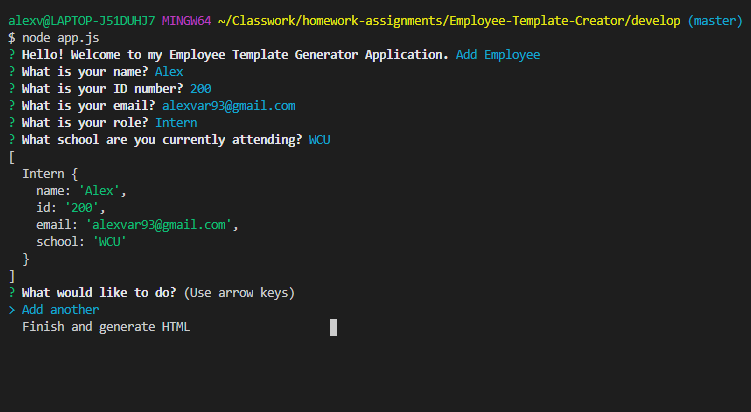 alexv@LAPTOP-J51DUHJ7 MINGW64 ~/Classwork/homework-assignments/Employee-Template-Creator/develop (master)
$ node app.js
? Hello! Welcome to my Employee Template Generator Application. Add Employee
? What is your name? Alex
? What is your ID number? 200
? What is your email? alexvar93@gmail.com
? What is your role? Intern
? What school are you currently attending? WCU
[
  Intern {
    name: 'Alex',
    id: '200',
    email: 'alexvar93@gmail.com',
    school: 'WCU'
  }
]
? What would like to do? (Use arrow keys)
> Add another
  Finish and generate HTML